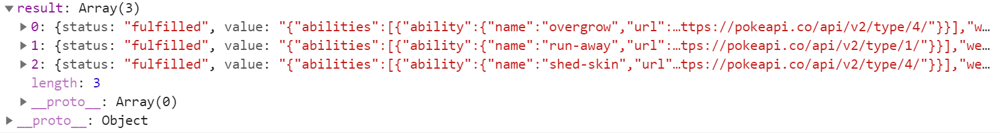 ▼result: Array(3)
▶0: {status: "fulfilled", value: "{"abilities":[{"ability":{"name":"overgrow","url":…ttps://pokeapi.co/api/v2/type/4/"}}],"w…
▶1: {status: "fulfilled", value: "{"abilities":[{"ability":{"name":"run-away","url":…tps://pokeapi.co/api/v2/type/1/"}}],"we…
▶2: {status: "fulfilled", value: "{"abilities":[{"ability":{"name":"shed-skin","url"…tps://pokeapi.co/api/v2/type/4/"}}],"we…
length: 3
▶__proto__: Array(0)
▶__proto__: Object